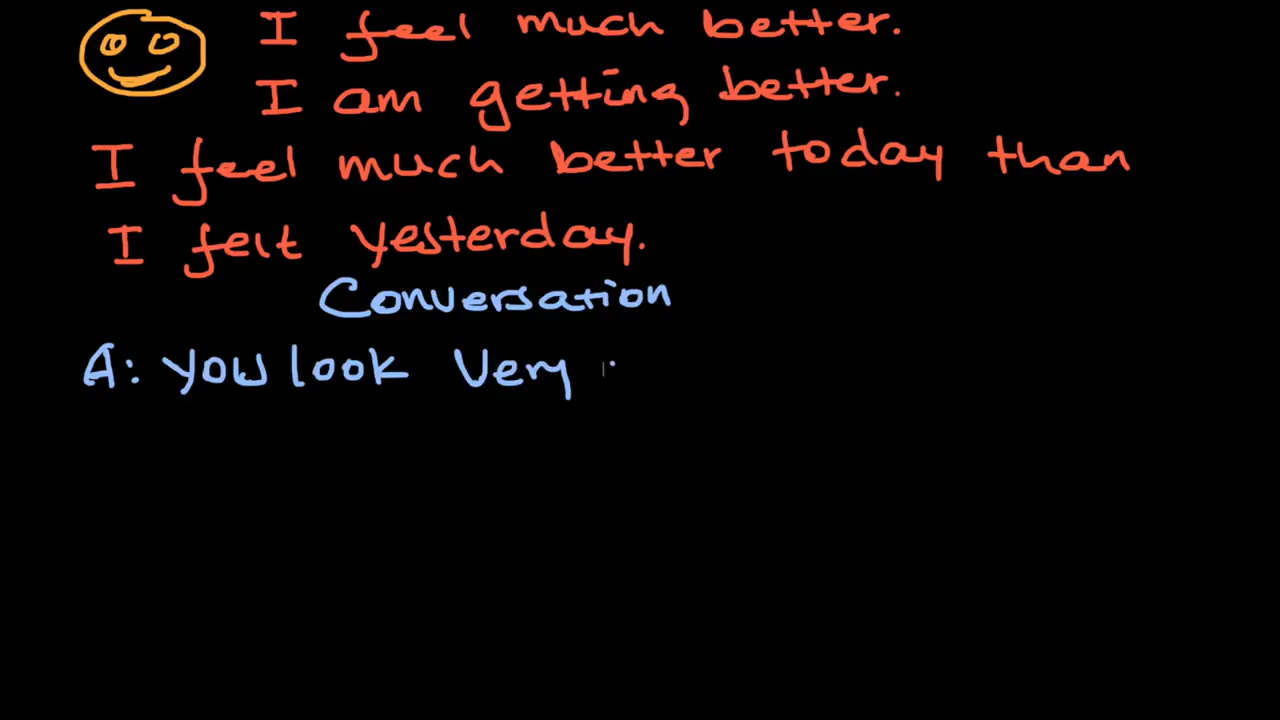 I feel much better.
I am getting better.
I feel much better today than
I felt yesterday.
Conversation
A: you look very